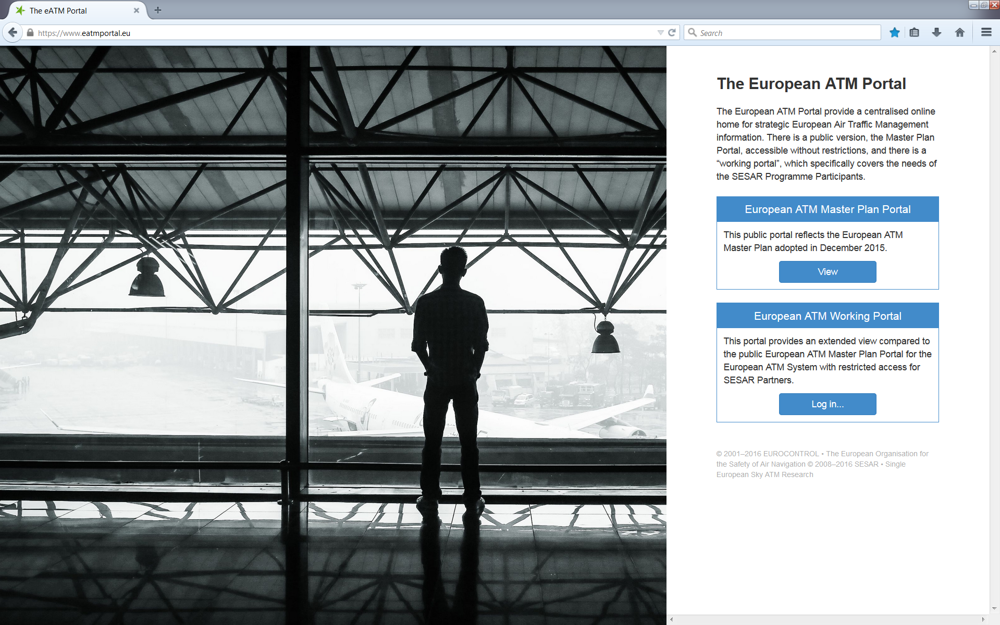 The eATM Portal
https://www.eatmportal.eu
Search
The European ATM Portal
The European ATM Portal provide a centralised online
home for strategic European Air Traffic Management
information. There is a public version, the Master Plan
Portal, accessible without restrictions, and there is a
“working portal”, which specifically covers the needs of
the SESAR Programme Participants.
European ATM Master Plan Portal
This public portal reflects the European ATM
Master Plan adopted in December 2015.
View
European ATM Working Portal
This portal provides an extended view compared to
the public European ATM Master Plan Portal for the
European ATM System with restricted access for
SESAR Partners.
Log in...
© 2001–2016 EUROCONTROL • The European Organisation for
the Safety of Air Navigation © 2008–2016 SESAR • Single
European Sky ATM Research